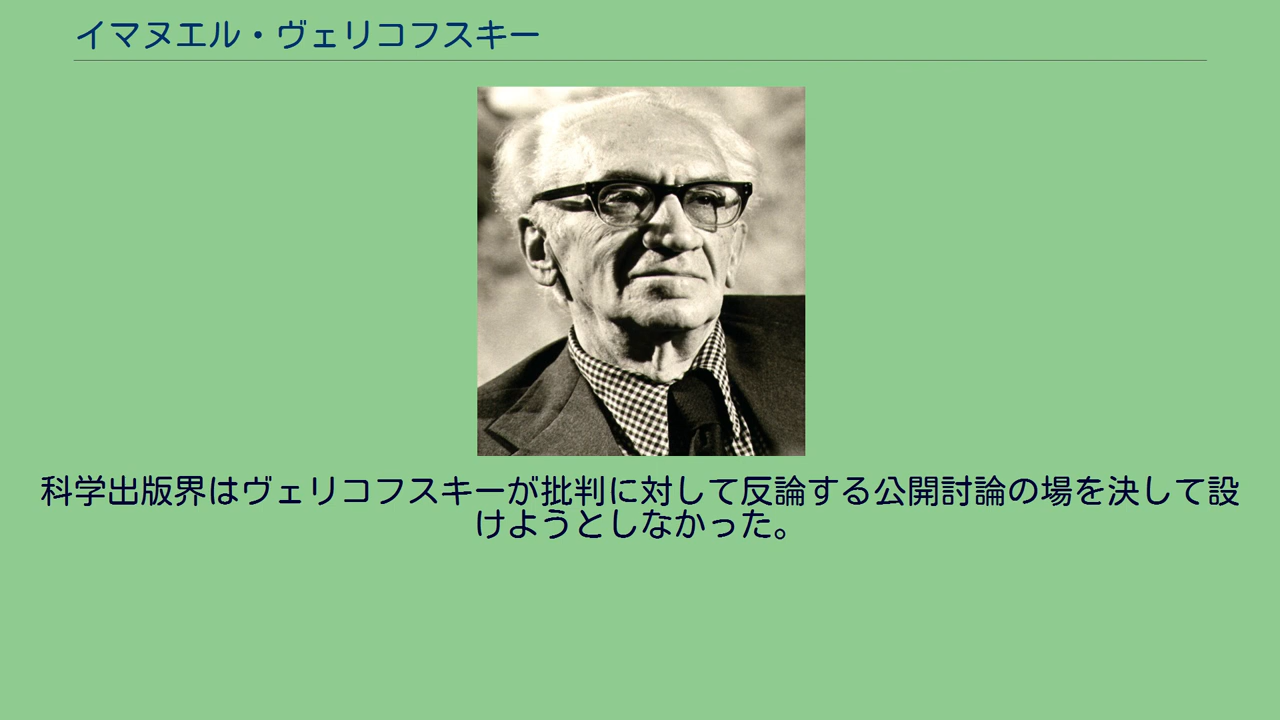 イマヌエル・ヴェリコフスキー
科学出版界はヴェリコフスキーが批判に対して反論する公開討論の場を決して設
けようとしなかった。